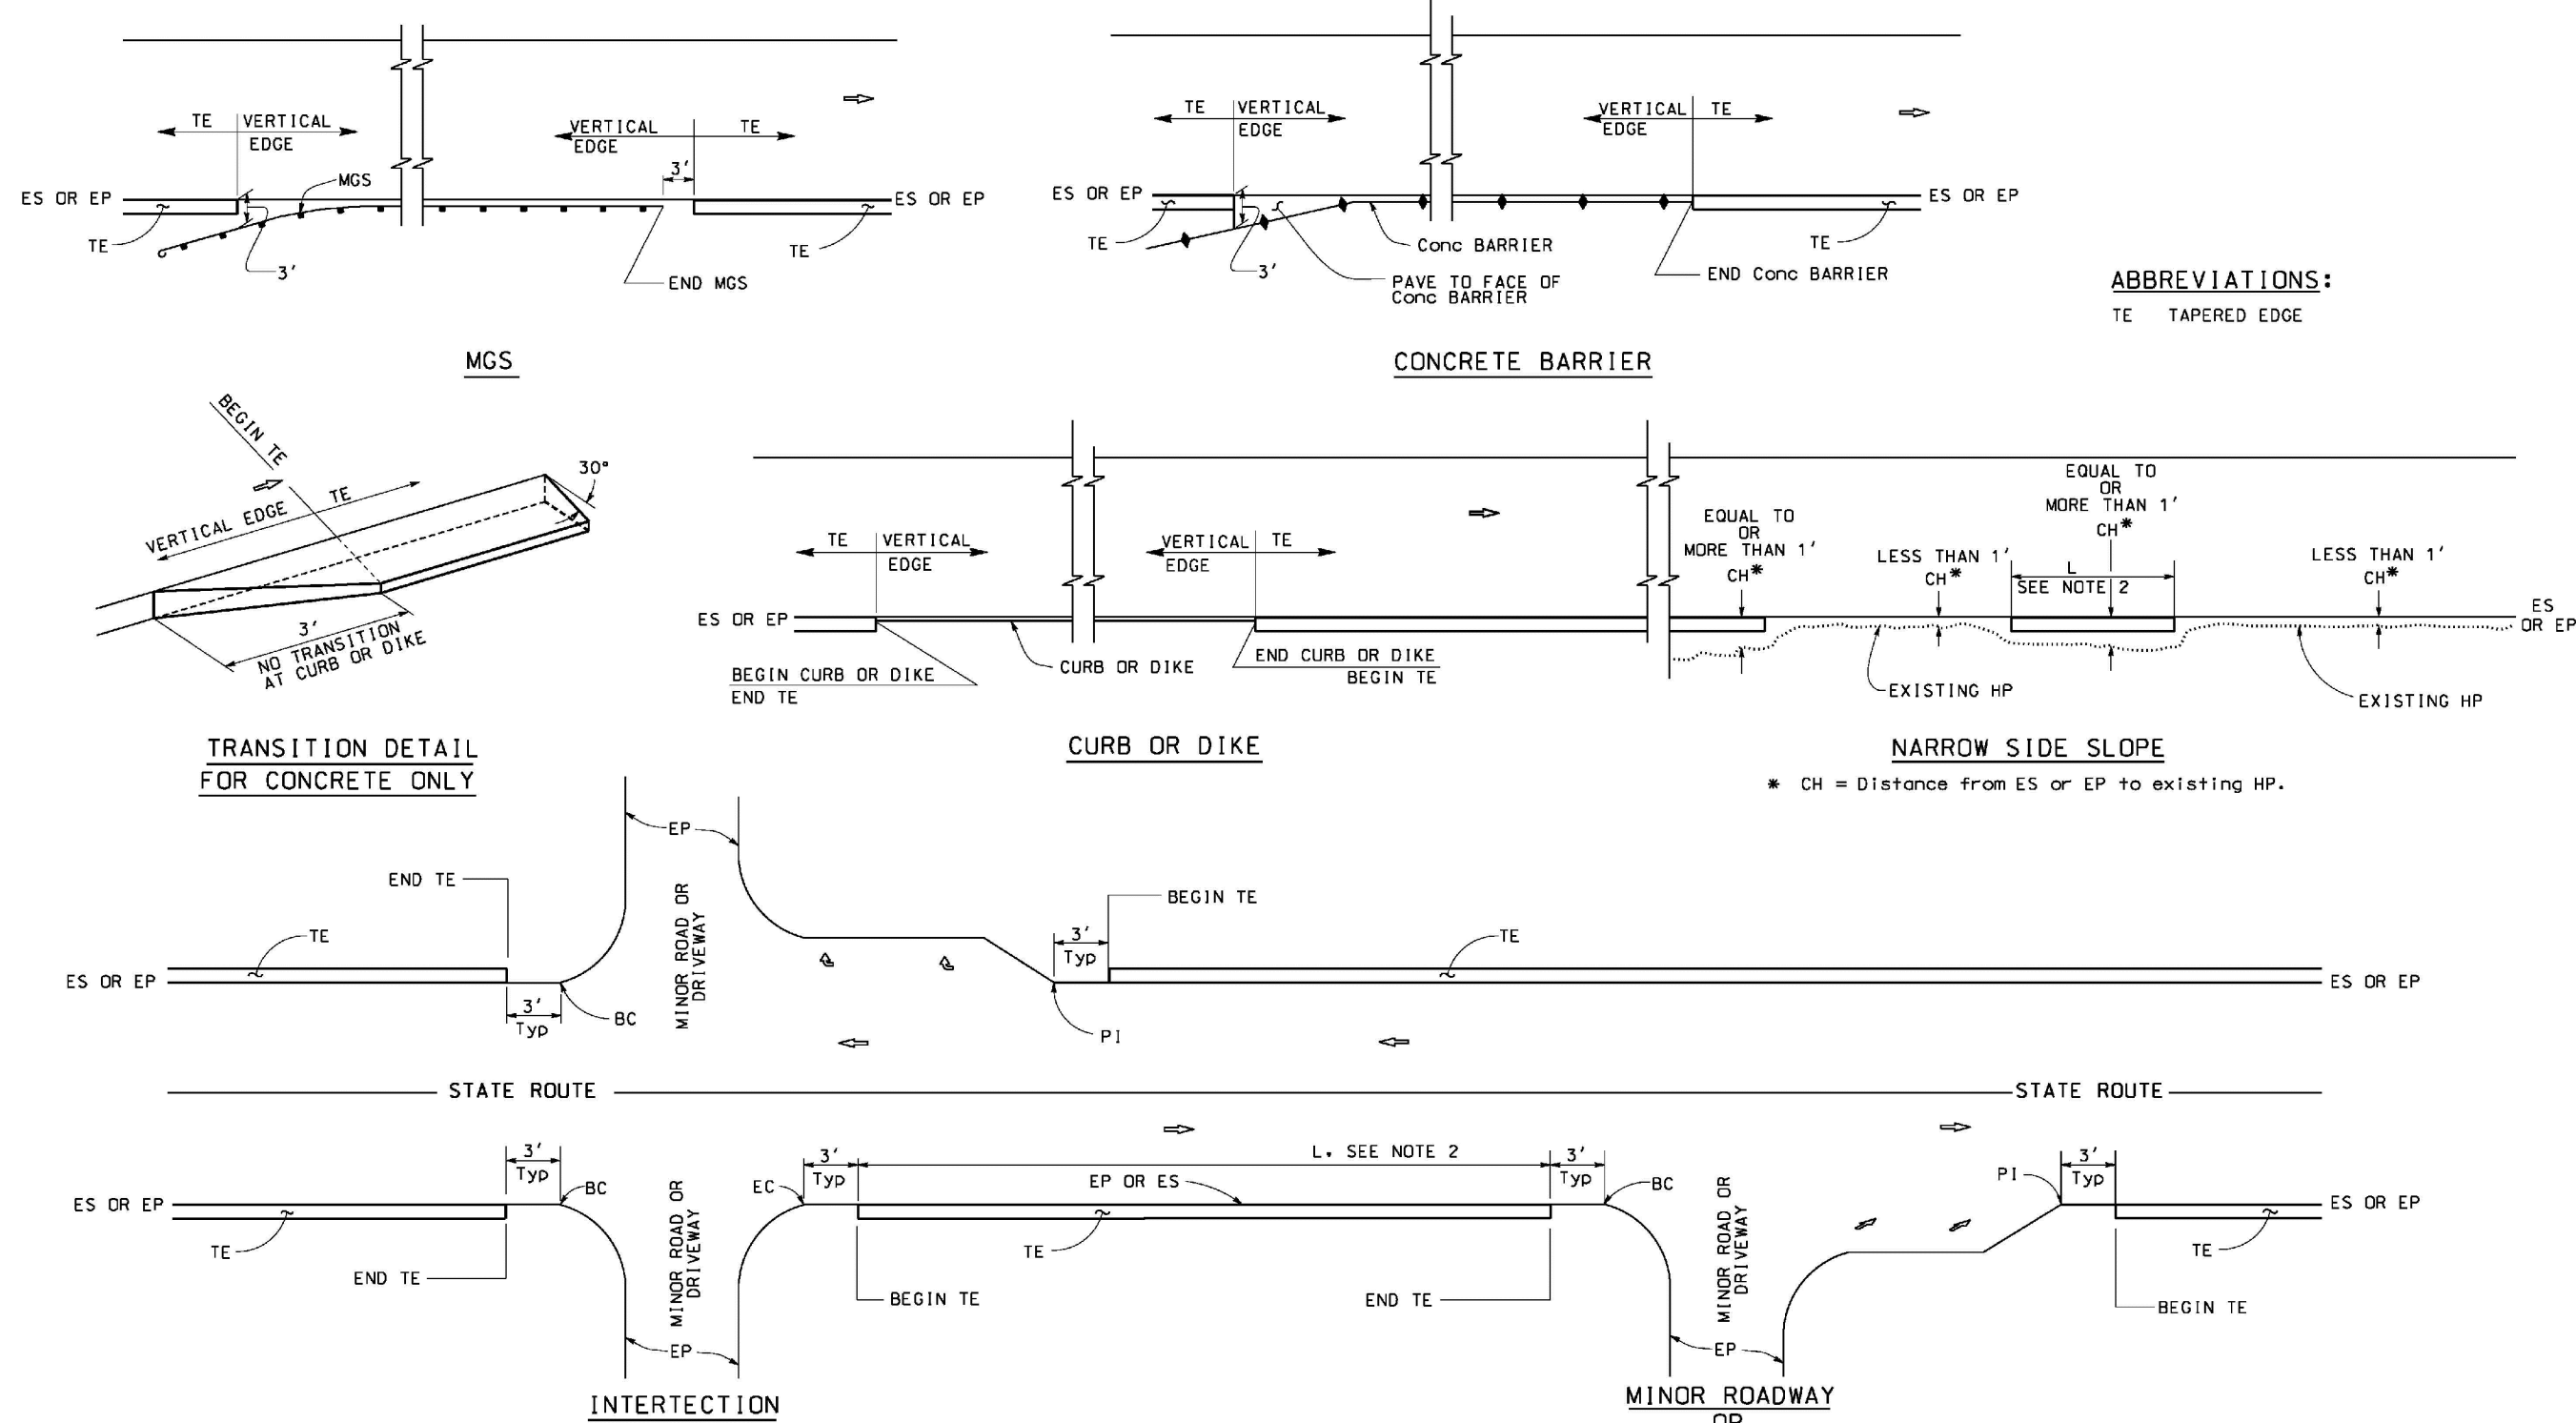 TE
VERTICAL
EDGE
VERTICAL
EDGE
TE
3'
ES OR EP
MGS
ES OR EP
TE
3'
TE
END MGS
MGS
TE
VERTICAL
EDGE
VERTICAL
EDGE
TE
ES OR EP
ES OR EP
TE
3'
Conc BARRIER
PAVE TO FACE OF
Conc BARRIER
END Conc BARRIER
TE
CONCRETE BARRIER
ABBREVIATIONS:
TE TAPERED EDGE
BEGIN TE
30°
TE
VERTICAL EDGE
3'
NO TRANSITION
AT CURB OR DIKE
TRANSITION DETAIL
FOR CONCRETE ONLY
TE
VERTICAL
EDGE
VERTICAL
EDGE
TE
ES OR EP
BEGIN CURB OR DIKE
END TE
CURB OR DIKE
END CURB OR DIKE
BEGIN TE
CURB OR DIKE
EQUAL TO
OR
MORE THAN 1'
CH*
LESS THAN 1'
CH*
EQUAL TO
OR
MORE THAN 1'
CH*
L
SEE NOTE 2
LESS THAN 1'
CH*
ES
OR EP
EXISTING HP
EXISTING HP
NARROW SIDE SLOPE
* CH = Distance from ES or EP to existing HP.
EP
END TE
MINOR ROAD OR
DRIVEWAY
BEGIN TE
TE
3'
Typ
TE
ES OR EP
ES OR EP
3'
Typ
BC
PI
STATE ROUTE
STATE ROUTE
3'
Typ
BC
EC
3'
Typ
L. SEE NOTE 2
EP OR ES
3'
Typ
BC
PI
3'
Typ
ES OR EP
ES OR EP
TE
END TE
MINOR ROAD OR
DRIVEWAY
TE
BEGIN TE
END TE
MINOR ROAD OR
DRIVEWAY
TE
BEGIN TE
EP
EP
INTERTECTION
MINOR ROADWAY
OR